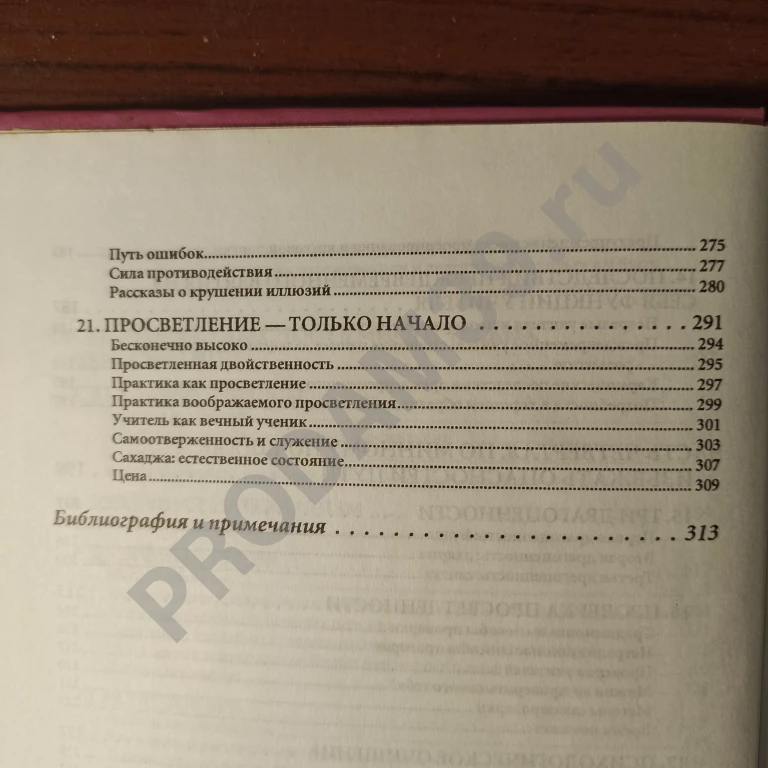 Путь ошибок 275
Сила противодействия 277
Рассказы о крушении иллюзий 280
21. ПРОСВЕТЛЕНИЕ — ТОЛЬКО НАЧАЛО 291
Бесконечно высоко 294
Просветленная двойственность 295
Практика как просветление 297
Практика воображаемого просветления 299
Учитель как вечный ученик 301
Самоотверженность и служение 303
Сахаджа: естественное состояние 307
Цена 309
Библиография и примечания 313
PRODAMO9.ru